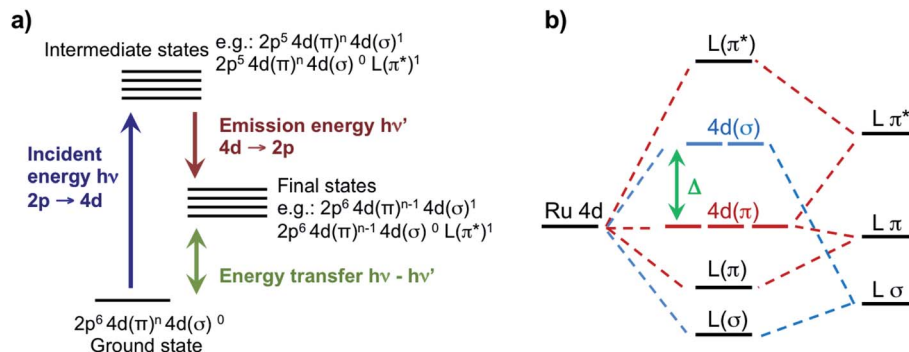 a)
Intermediate states
e.g.: 2p⁵ 4d(π)ⁿ 4d(σ)¹
2p⁵ 4d(π)ⁿ 4d(σ) ⁰ L(π*)¹
Incident
energy hν
2p → 4d
Emission energy hν'
4d → 2p
Final states
e.g.: 2p⁶ 4d(π)ⁿ⁻¹ 4d(σ)¹
2p⁶ 4d(π)ⁿ⁻¹ 4d(σ) ⁰ L(π*)¹
Energy transfer hν - hν'
2p⁶ 4d(π)ⁿ 4d(σ) ⁰
Ground state
b)
L(π*)
L π*
4d(σ)
Δ
Ru 4d
4d(π)
L π
L(π)
L σ
L(σ)